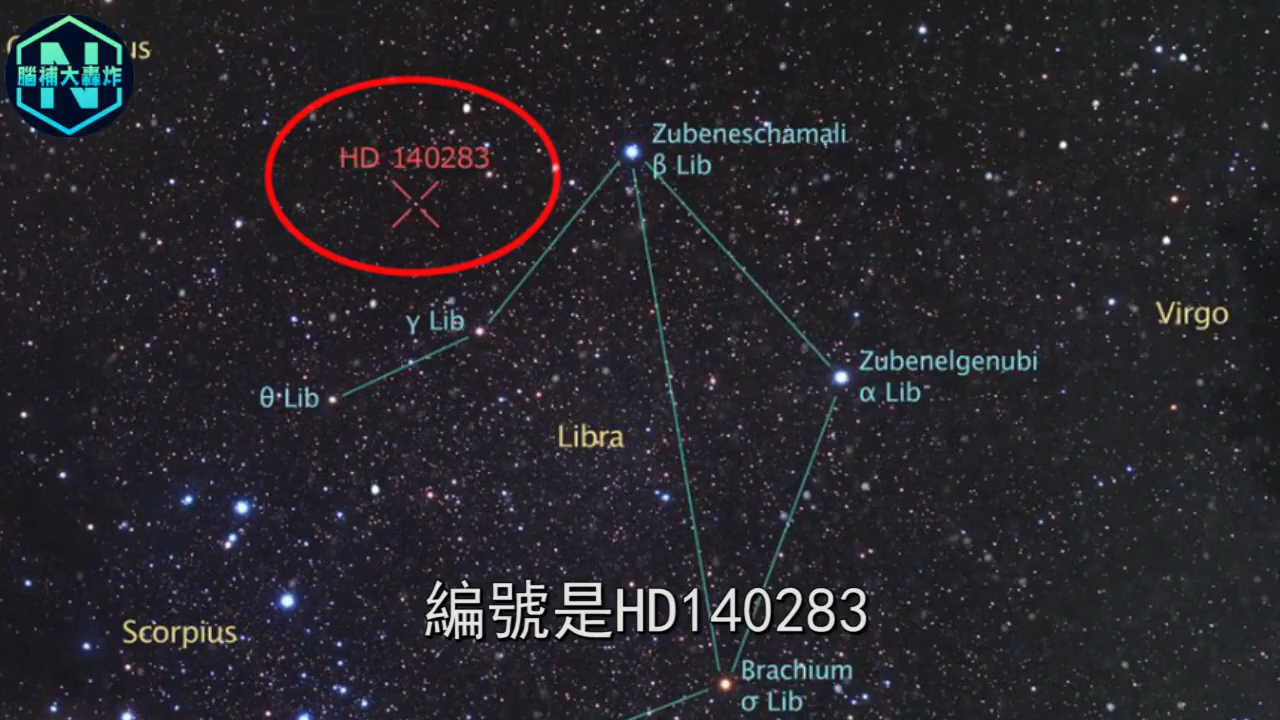 腦補大轟炸
HD 140283
Zubeneschamali
β Lib
γ Lib
Virgo
Zubenelgenubi
α Lib
θ Lib
Libra
編號是HD140283
Scorpius
Brachium
σ Lib